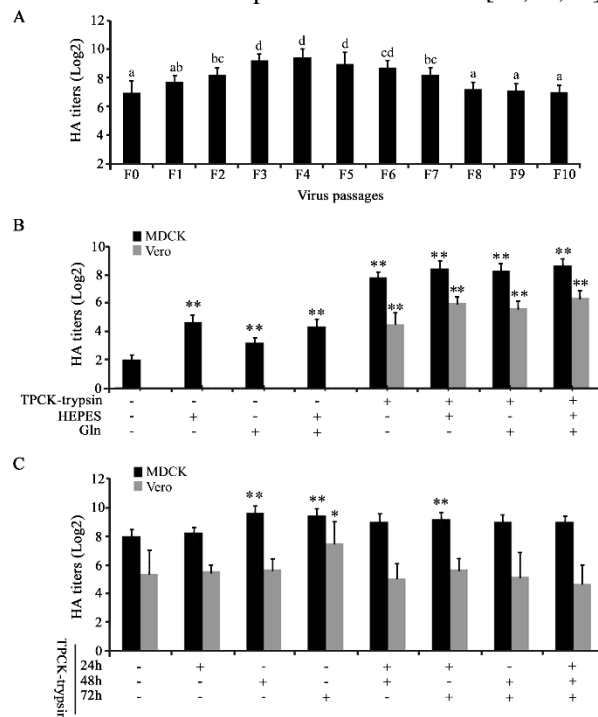 A
HA titers (Log2)
12
10
8
6
4
2
a ab bc d d d cd bc a a a
F0 F1 F2 F3 F4 F5 F6 F7 F8 F9 F10
Virus passages
B
MDCK
Vero
HA titers (Log2)
10
8
6
4
2
0
** ** ** ** ** ** ** ** ** ** **
TPCK-trypsin - - - - + + + +
HEPES - + - + - + - +
Gln - - + + - - + +
C
MDCK
Vero
HA titers (Log2)
12
10
8
6
4
2
0
** ** * **
TPCK-trypsin
24h - + - - + + - +
48h - - + - + - + +
72h - - - + - + + +